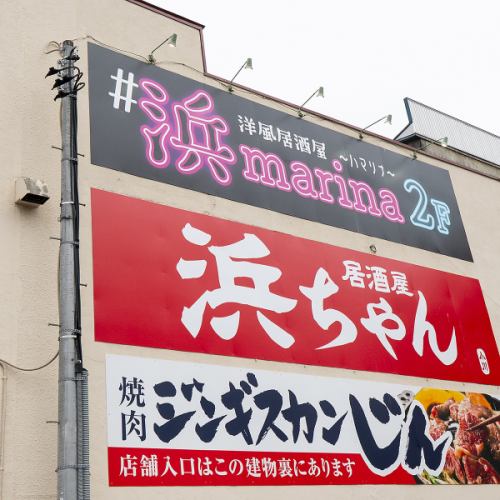 #浜marina 2F
洋風居酒屋 ～ハマリナ～
居酒屋
浜ちゃん
焼肉
ジンギスカンじん
店舗入口はこの建物裏にあります